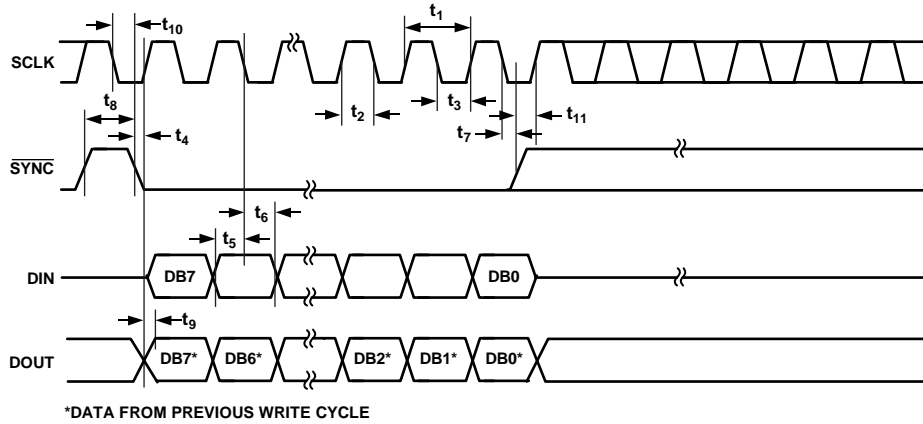 t10
t1
SCLK
t8
t2
t3
t4
t7
t11
SYNC
t6
t5
DIN
DB7
DB0
t9
DOUT
DB7*
DB6*
DB2*
DB1*
DB0*
*DATA FROM PREVIOUS WRITE CYCLE